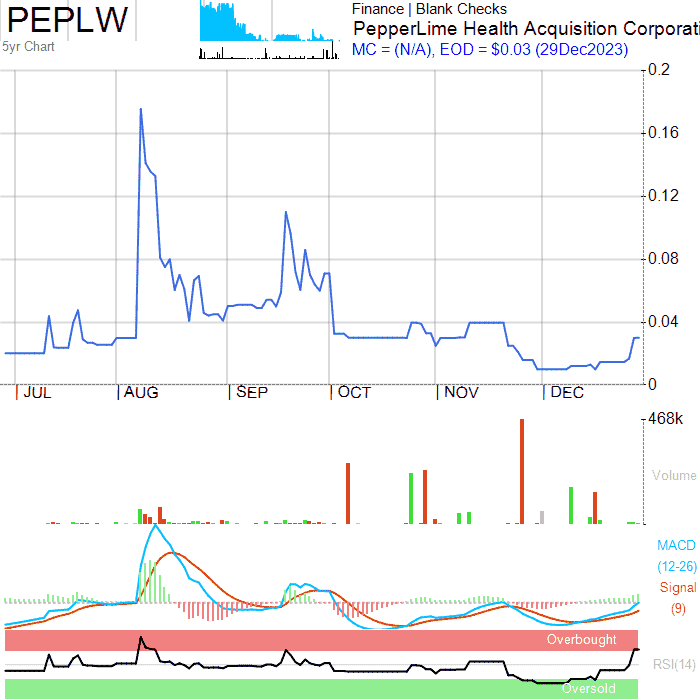 PEPLW
5yr Chart
Finance | Blank Checks
PepperLime Health Acquisition Corporati
MC = (N/A), EOD = $0.03 (29Dec2023)
0.2
0.16
0.12
0.08
0.04
0
JUL AUG SEP OCT NOV DEC
468k
Volume
MACD
(12-26)
Signal
(9)
Overbought
RSI(14)
Oversold